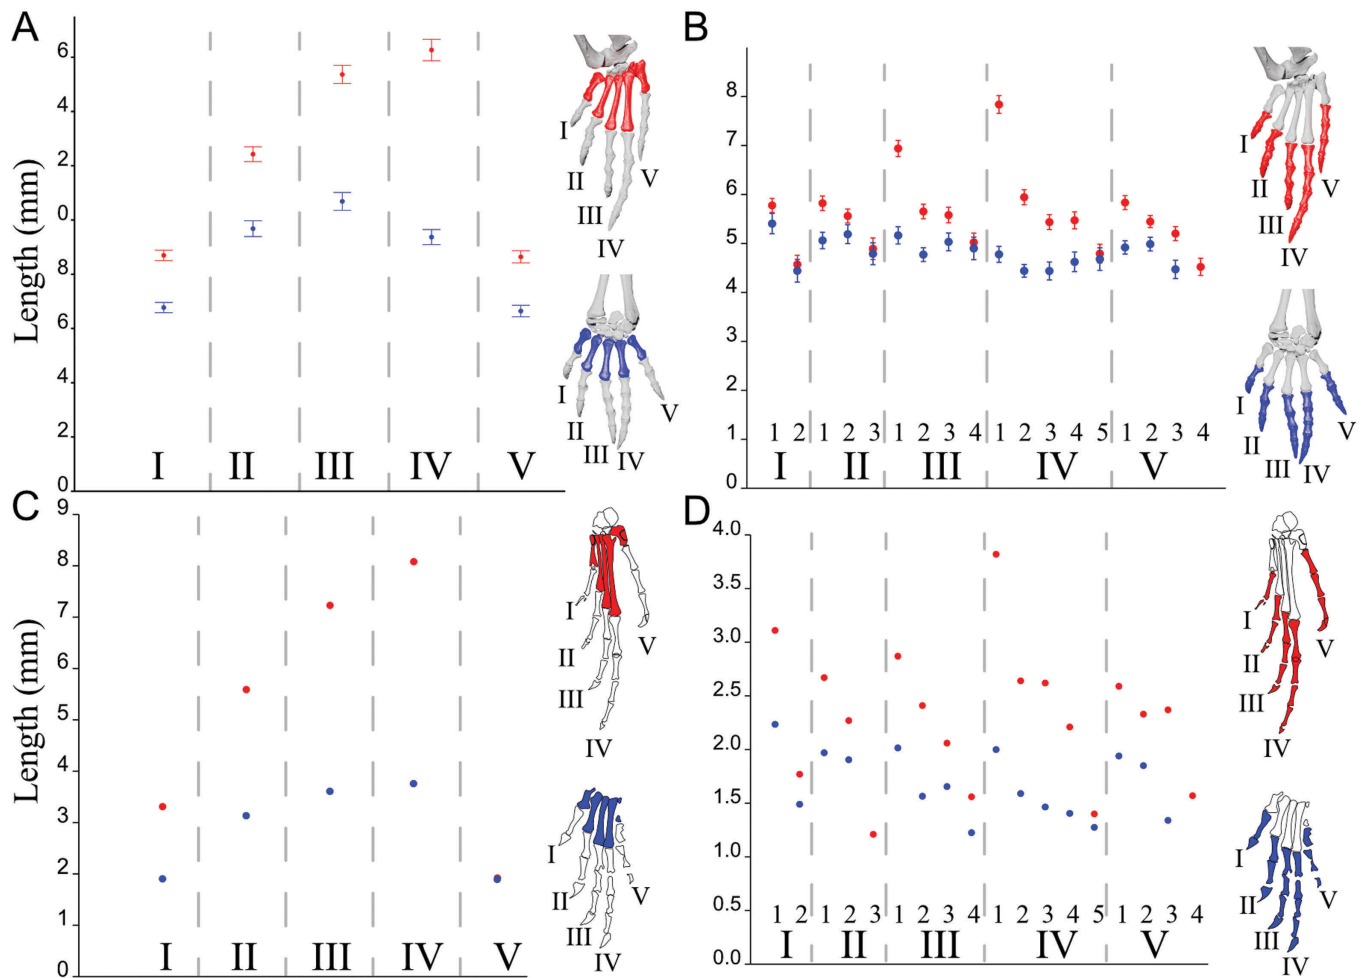 A
Length (mm)
6
4
2
0
8
6
4
2
0
I II III IV V
I
II
III
IV
V
I
II
III
IV
V
B
8
7
6
5
4
3
2
1
0
1 2 1 2 3 1 2 3 4 1 2 3 4 5 1 2 3 4
I II III IV V
I
II
III
IV
V
I
II
III
IV
V
C
Length (mm)
9
8
7
6
5
4
3
2
1
0
I II III IV V
I
II
III
IV
V
I
II
III
IV
V
D
4.0
3.5
3.0
2.5
2.0
1.5
1.0
0.5
0.0
1 2 1 2 3 1 2 3 4 1 2 3 4 5 1 2 3 4
I II III IV V
I
II
III
IV
V
I
II
III
IV
V